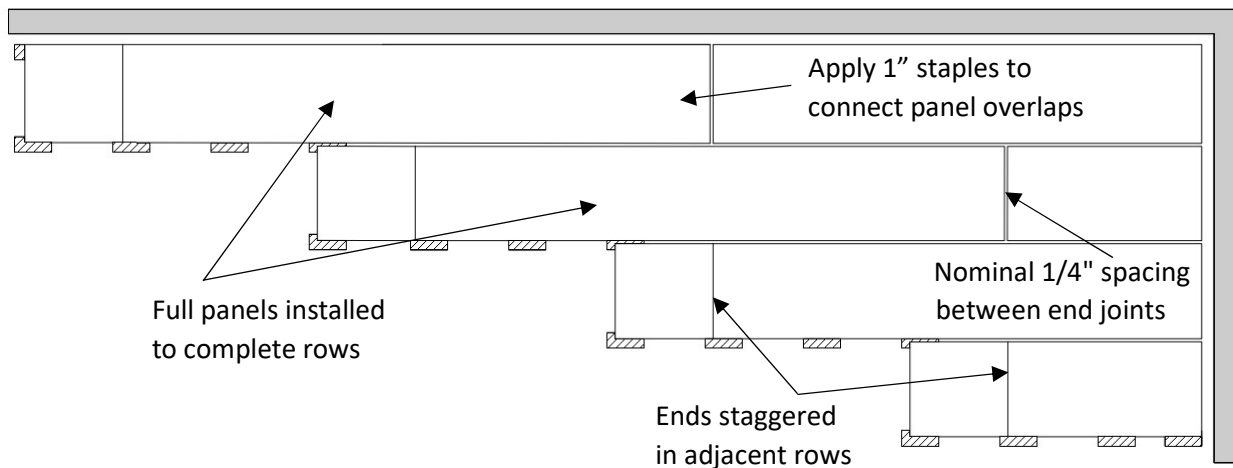 Apply 1” staples to
connect panel overlaps
Nominal 1/4" spacing
between end joints
Full panels installed
to complete rows
Ends staggered
in adjacent rows